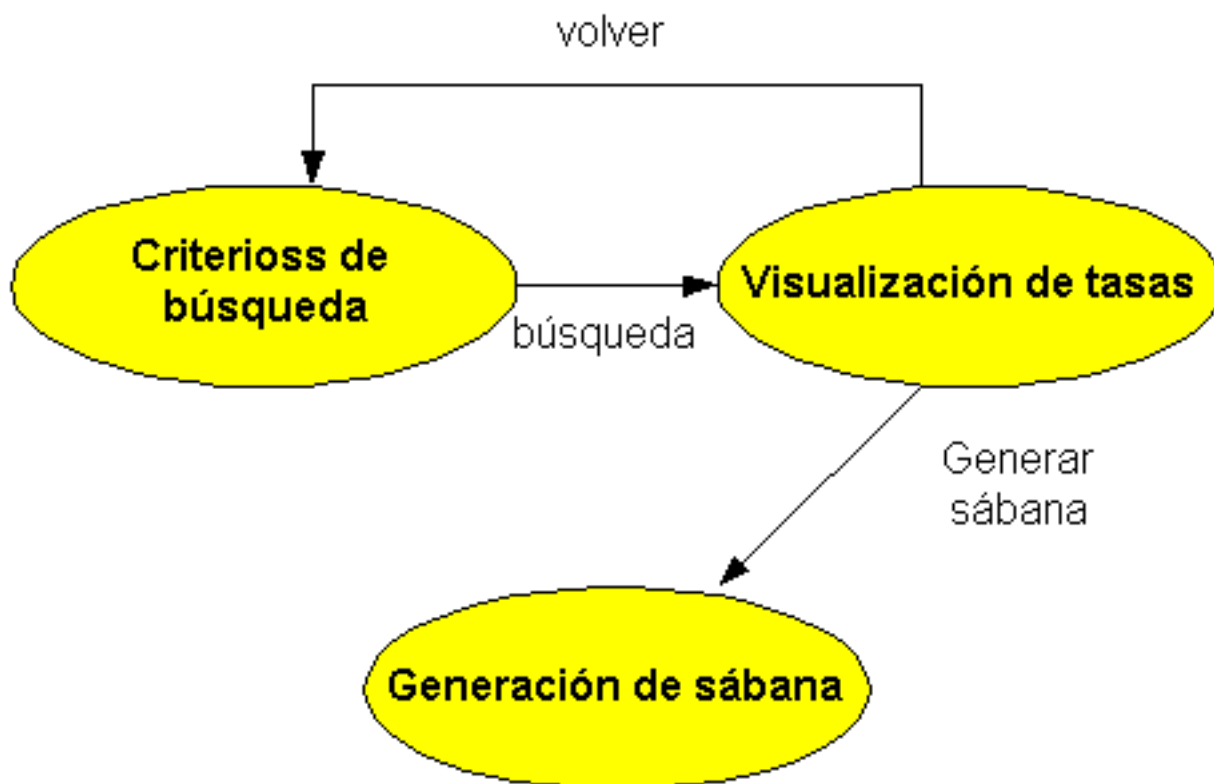 volver
Criterioss de
búsqueda
Visualización de tasas
búsqueda
Generar
sábana
Generación de sábana